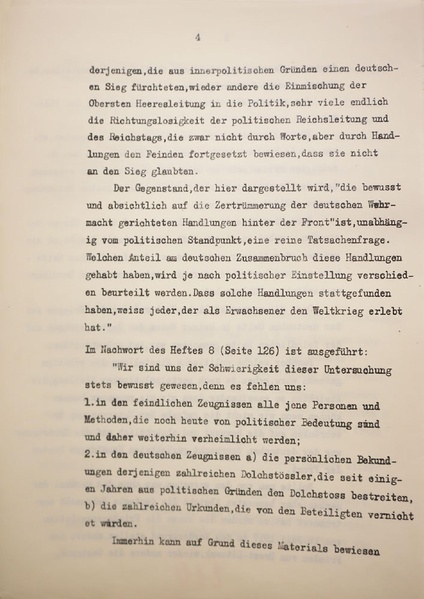 4
derjenigen,die aus innerpolitischen Gründen einen deutsch-
en Sieg fürchteten,wieder andere die Einmischung der
Obersten Heeresleitung in die Politik,sehr viele endlich
die Richtungslosigkeit der politischen Reichsleitung und
des Reichstags,die zwar nicht durch Worte,aber durch Hand-
lungen den Feinden fortgesetzt bewiesen,dass sie nicht
an den Sieg glaubten.
Der Gegenstand,der hier dargestellt wird,"die bewusst
und absichtlich auf die Zertrümmerung der deutschen Wehr-
macht gerichteten Handlungen hinter der Front"ist,unabhäng-
ig vom politischen Standpunkt,eine reine Tatsachenfrage.
Welchen Anteil am deutschen Zusammenbruch diese Handlungen
gehabt haben,wird je nach politischer Einstellung verschied-
en beurteilt werden.Dass solche Handlungen stattgefunden
haben,weiss jeder,der als Erwachsener den Weltkrieg erlebt
hat."
Im Nachwort des Heftes 8 (Seite 126) ist ausgeführt:
"Wir sind uns der Schwierigkeit dieser Untersuchung
stets bewusst gewesen,denn es fehlen uns:
1.in den feindlichen Zeugnissen alle jene Personen und
Methoden,die noch heute von politischer Bedeutung sind
und daher weiterhin verheimlicht werden;
2.in den deutschen Zeugnissen a) die persönlichen Bekund-
ungen derjenigen zahlreichen Dolchstössler,die seit einig-
en Jahren aus politischen Gründen den Dolchstoss bestreiten,
b) die zahlreichen Urkunden,die von den Beteiligten vernicht
et wurden.
Immerhin kann auf Grund dieses Materials bewiesen